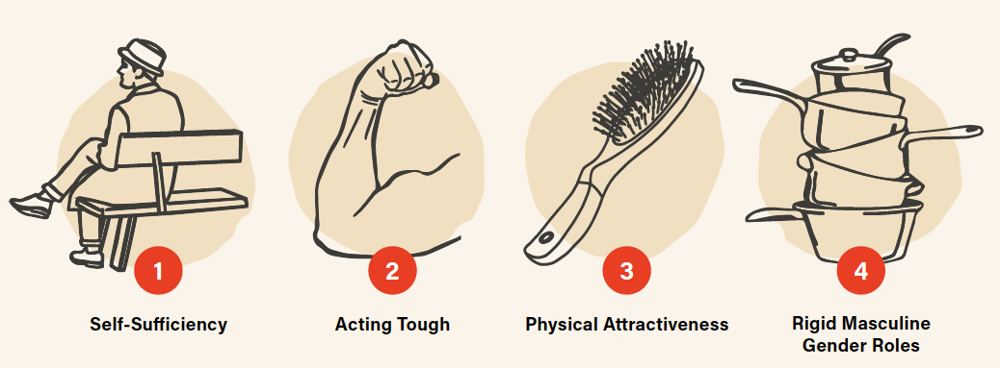 1
Self-Sufficiency
2
Acting Tough
3
Physical Attractiveness
4
Rigid Masculine
Gender Roles